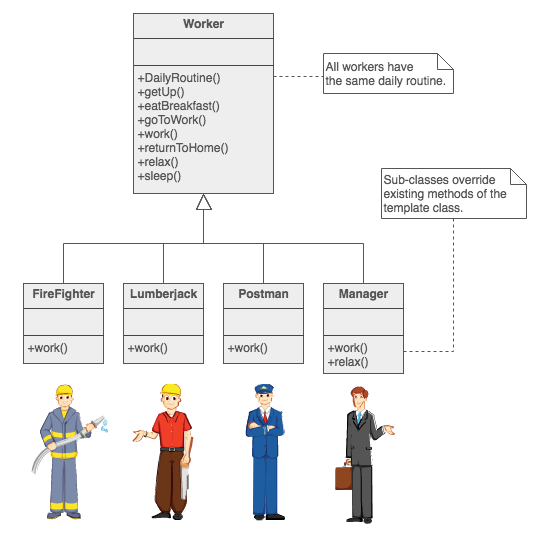 Worker
+DailyRoutine()
+getUp()
+eatBreakfast()
+goToWork()
+work()
+returnToHome()
+relax()
+sleep()
All workers have
the same daily routine.
Sub-classes override
existing methods of the
template class.
FireFighter
+work()
Lumberjack
+work()
Postman
+work()
Manager
+work()
+relax()